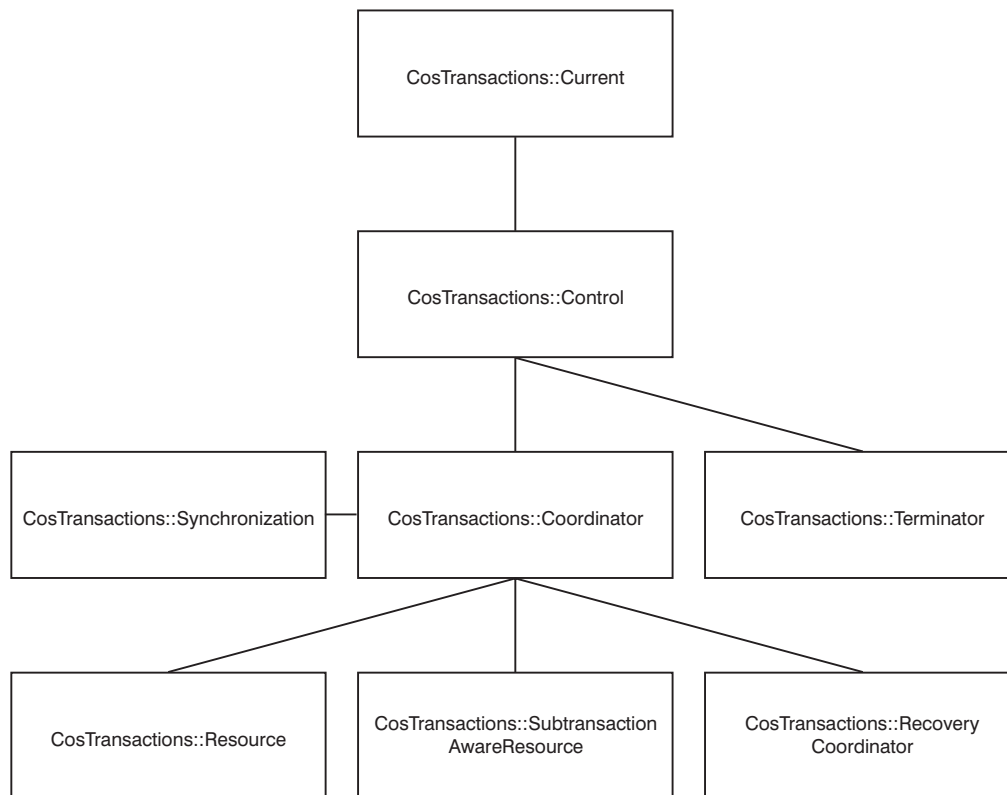 CosTransactions::Current
CosTransactions::Control
CosTransactions::Synchronization
CosTransactions::Coordinator
CosTransactions::Terminator
CosTransactions::Resource
CosTransactions::Subtransaction
AwareResource
CosTransactions::Recovery
Coordinator